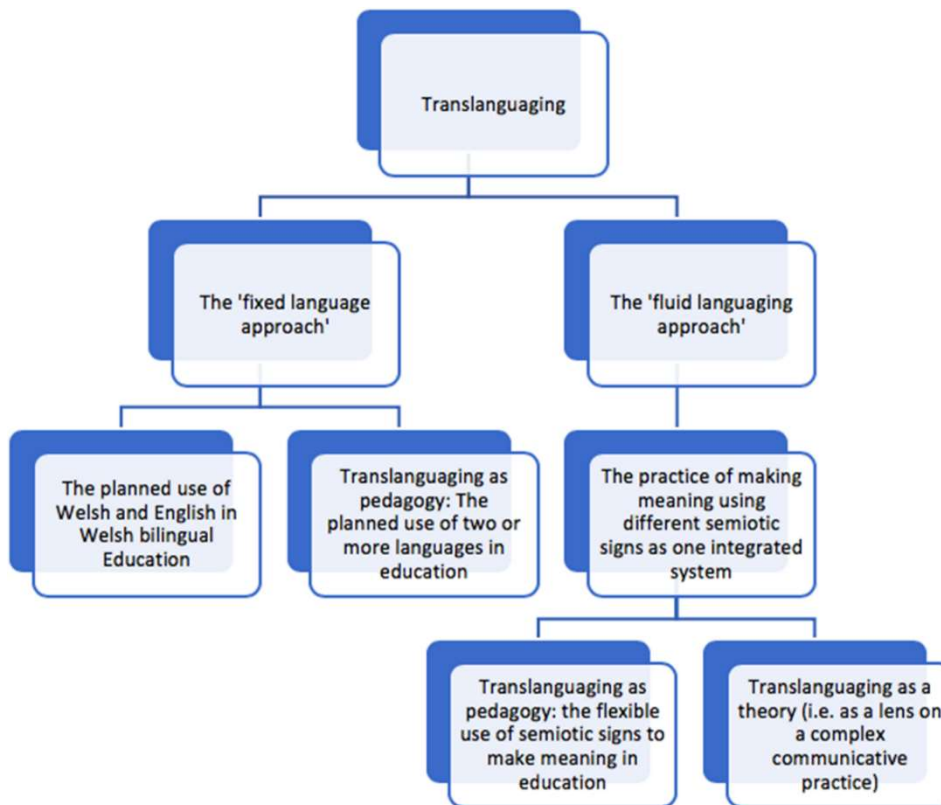 Translanguaging
The 'fixed language
approach'
The 'fluid languaging
approach'
The planned use of
Welsh and English in
Welsh bilingual
Education
Translanguaging as
pedagogy: The
planned use of two or
more languages in
education
The practice of making
meaning using
different semiotic
signs as one integrated
system
Translanguaging as
pedagogy: the flexible
use of semiotic signs to
make meaning in
education
Translanguaging as a
theory (i.e. as a lens on
a complex
communicative
practice)